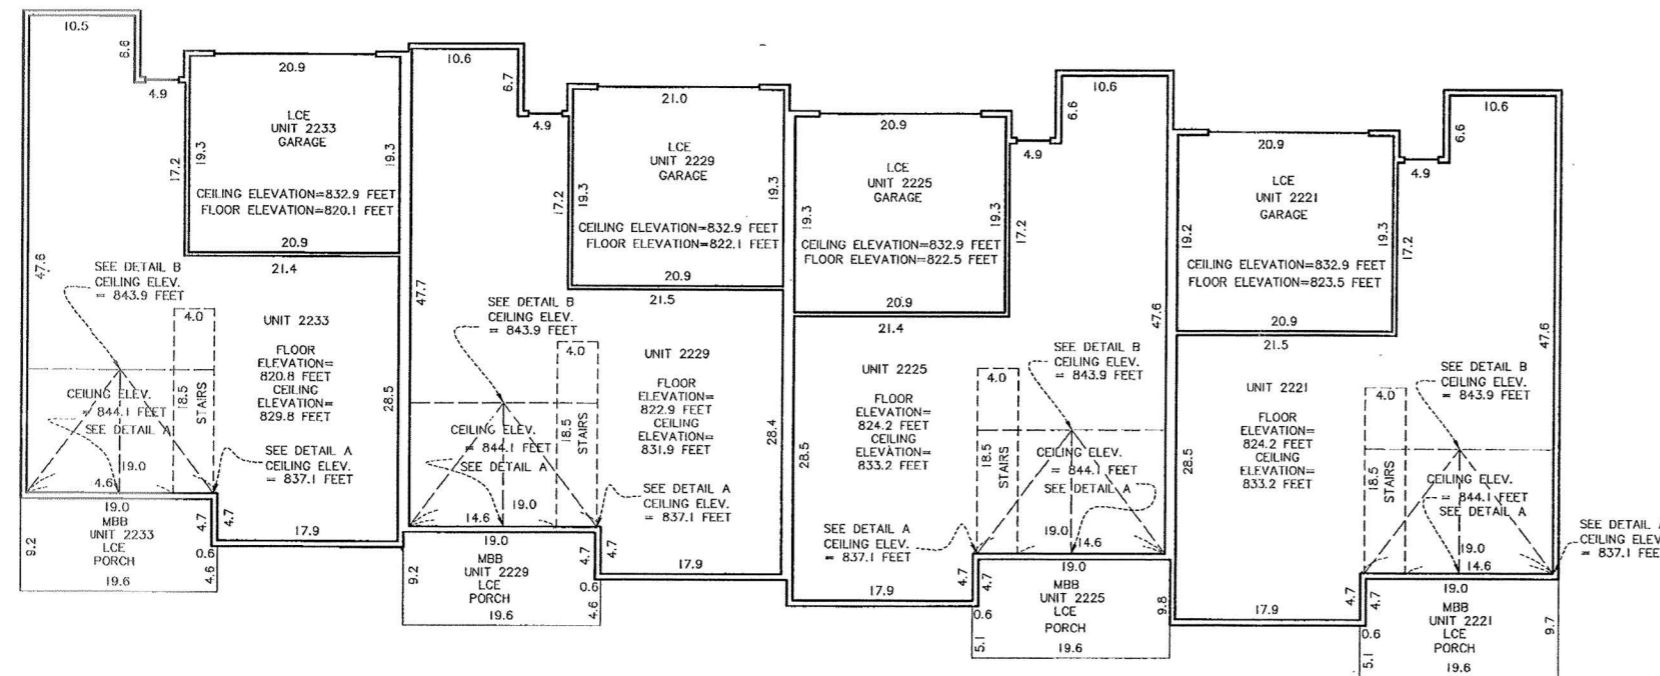 10.5
6.6
4.9
20.9
LCE
UNIT 2233
GARAGE
19.3
19.3
17.2
CEILING ELEVATION=832.9 FEET
FLOOR ELEVATION=820.1 FEET
20.9
21.4
47.6
SEE DETAIL B
CEILING ELEV.
= 843.9 FEET
4.0
UNIT 2233
FLOOR
ELEVATION=
820.8 FEET
CEILING
ELEVATION=
829.8 FEET
28.5
CEILING ELEV.
= 844.1 FEET
SEE DETAIL A
18.5
STAIRS
SEE DETAIL A
CEILING ELEV.
= 837.1 FEET
19.0
4.6
19.0
MBB
UNIT 2233
LCE
PORCH
9.2
4.7
4.7
17.9
0.6
4.6
19.6
10.6
6.7
4.9
21.0
LCE
UNIT 2229
GARAGE
19.3
19.3
17.2
CEILING ELEVATION=832.9 FEET
FLOOR ELEVATION=822.1 FEET
20.9
21.5
47.7
SEE DETAIL B
CEILING ELEV.
= 843.9 FEET
4.0
UNIT 2229
FLOOR
ELEVATION=
822.9 FEET
CEILING
ELEVATION=
831.9 FEET
28.4
CEILING ELEV.
= 844.1 FEET
SEE DETAIL A
18.5
STAIRS
SEE DETAIL A
CEILING ELEV.
= 837.1 FEET
19.0
14.6
19.0
MBB
UNIT 2229
LCE
PORCH
9.2
4.7
4.7
17.9
0.6
4.6
19.6
20.9
LCE
UNIT 2225
GARAGE
19.3
19.3
17.2
CEILING ELEVATION=832.9 FEET
FLOOR ELEVATION=822.5 FEET
20.9
21.4
4.9
6.6
10.6
47.6
UNIT 2225
FLOOR
ELEVATION=
824.2 FEET
CEILING
ELEVATION=
833.2 FEET
28.5
4.0
SEE DETAIL B
CEILING ELEV.
= 843.9 FEET
18.5
STAIRS
CEILING ELEV.
= 844.1 FEET
SEE DETAIL A
SEE DETAIL A
CEILING ELEV.
= 837.1 FEET
19.0
14.6
19.0
MBB
UNIT 2225
LCE
PORCH
17.9
4.7
4.7
0.6
5.1
9.8
19.6
20.9
LCE
UNIT 2221
GARAGE
19.2
19.3
17.2
CEILING ELEVATION=832.9 FEET
FLOOR ELEVATION=823.5 FEET
20.9
21.5
4.9
6.6
10.6
47.6
UNIT 2221
FLOOR
ELEVATION=
824.2 FEET
CEILING
ELEVATION=
833.2 FEET
28.5
4.0
SEE DETAIL B
CEILING ELEV.
= 843.9 FEET
18.5
STAIRS
CEILING ELEV.
= 844.1 FEET
SEE DETAIL A
SEE DETAIL
CEILING ELE
= 837.1 FEE
19.0
14.6
19.0
MBB
UNIT 2221
LCE
PORCH
17.9
4.7
4.7
0.6
5.1
9.7
19.6